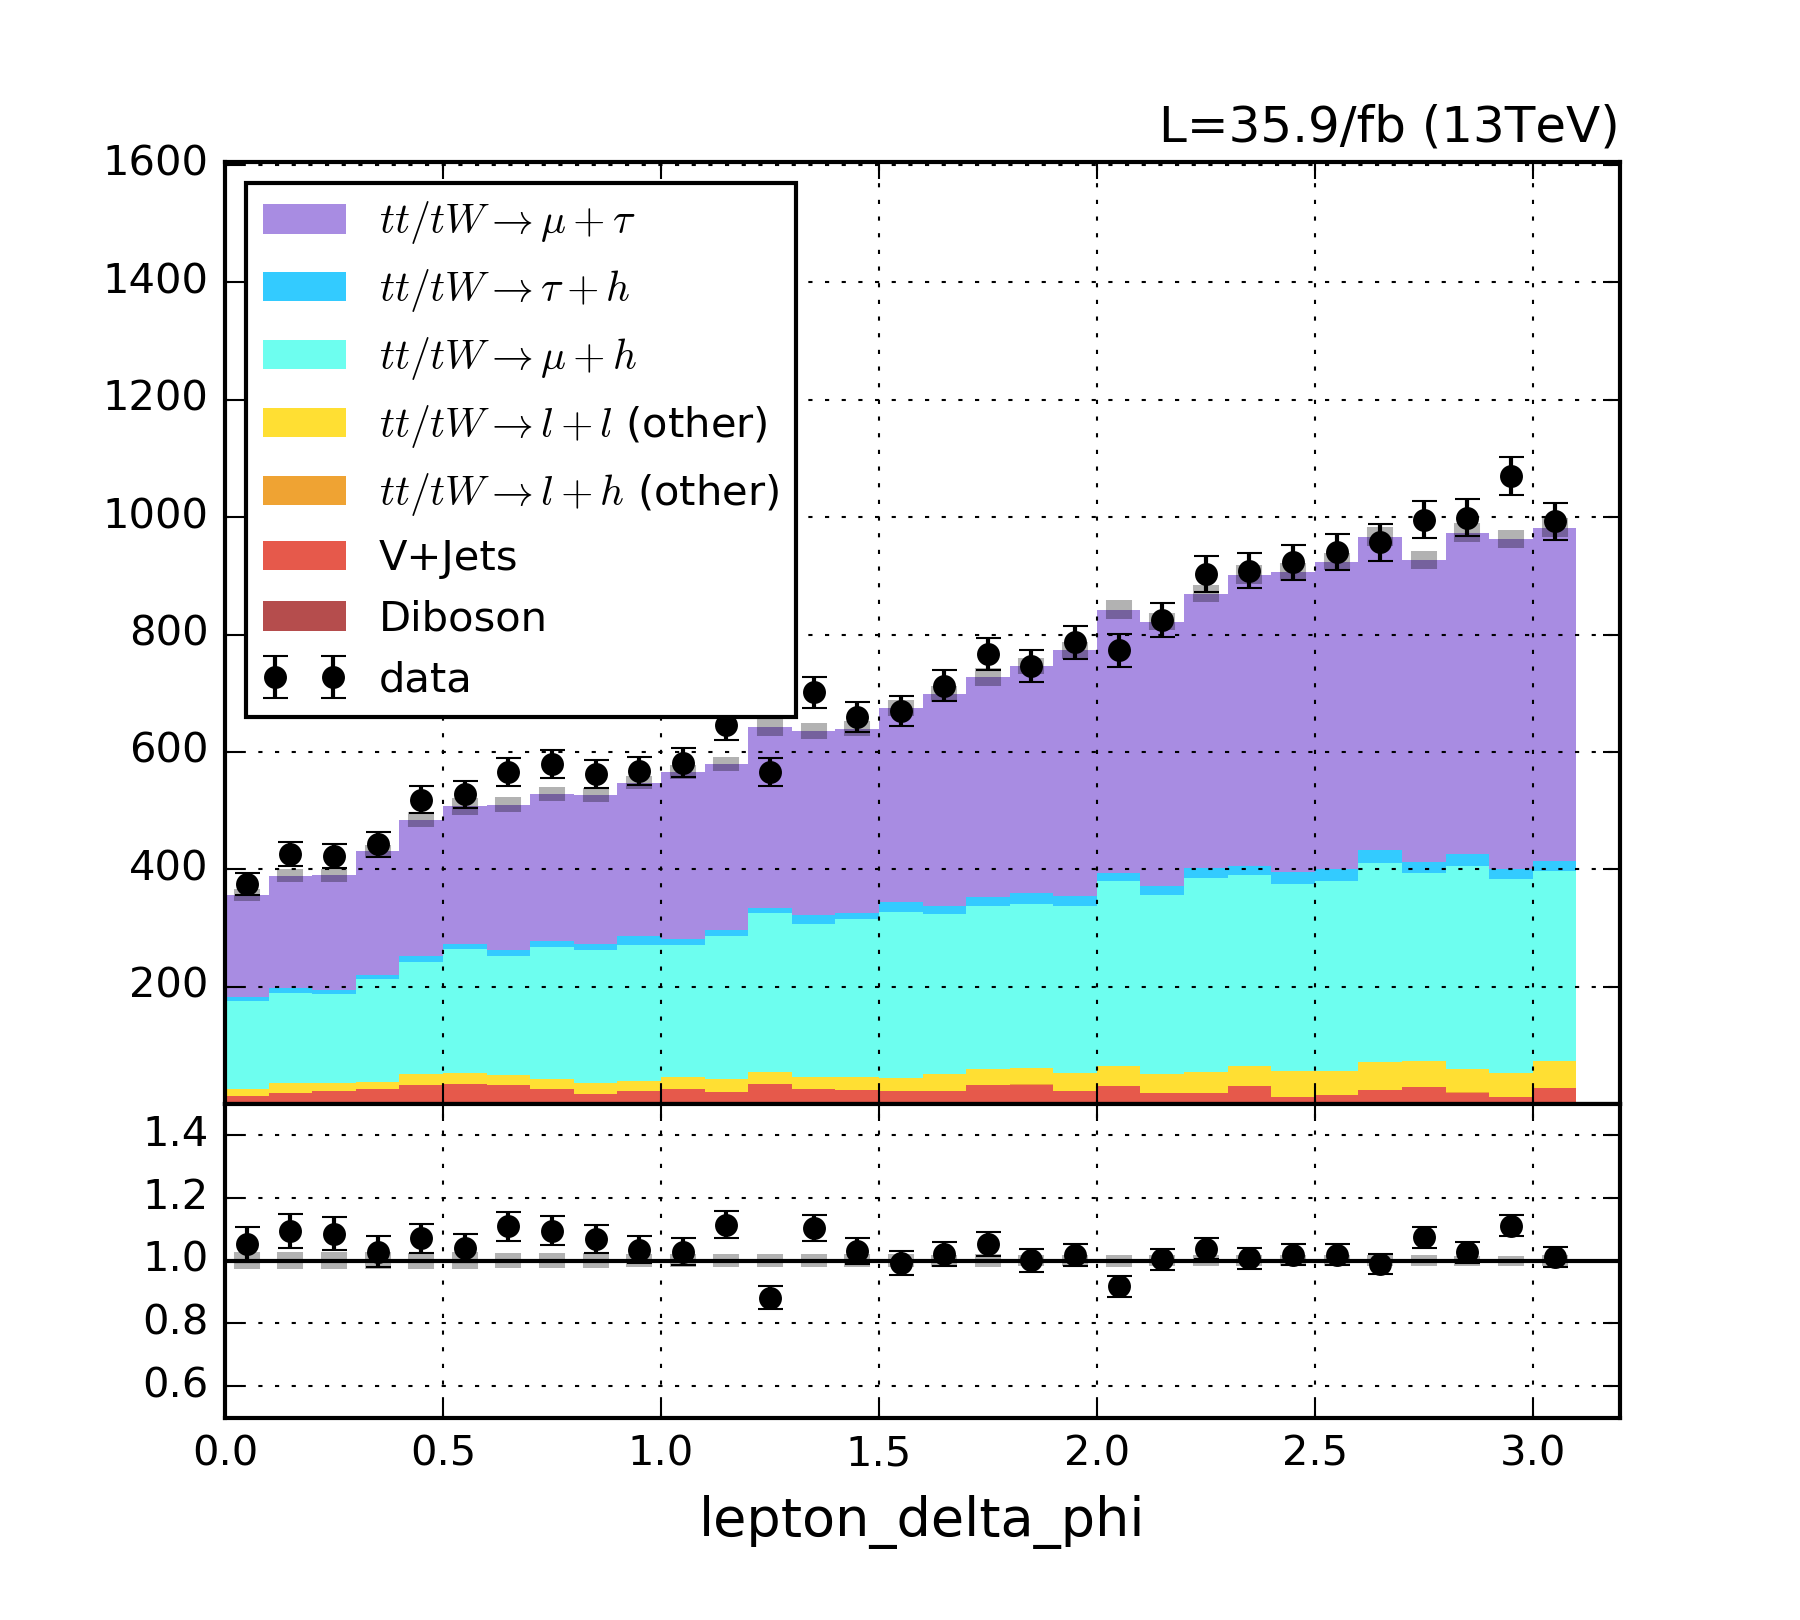 L=35.9/fb (13TeV)
1600
1400
1200
1000
800
600
400
200
tt/tW → μ + τ
tt/tW → τ + h
tt/tW → μ + h
tt/tW → l + l (other)
tt/tW → l + h (other)
V+Jets
Diboson
data
1.4
1.2
1.0
0.8
0.6
0.0 0.5 1.0 1.5 2.0 2.5 3.0
lepton_delta_phi